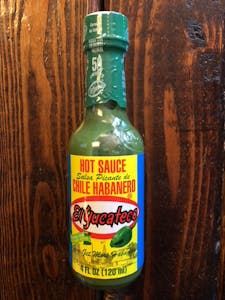 HOT SAUCE
Salsa Picante de
CHILE HABANERO
El Yucateco
4 FL OZ (120 ml)